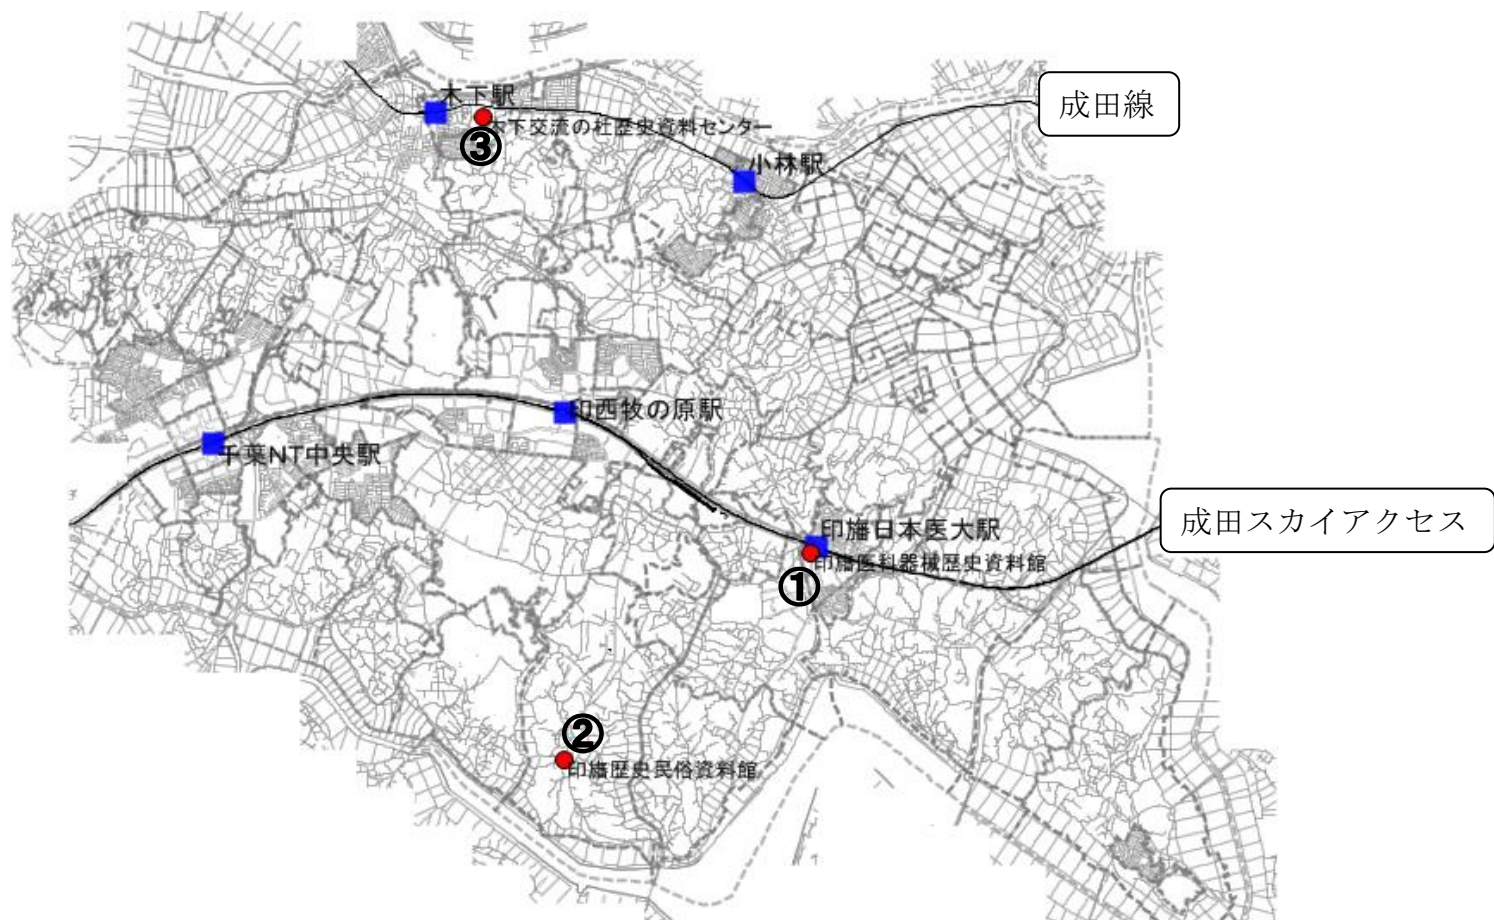 木下駅
成田線
木下交流の杜歴史資料センター
③
小林駅
印西牧の原駅
千葉NT中央駅
成田スカイアクセス
印旛日本医大駅
印旛医科器械歴史資料館
①
②
印旛歴史民俗資料館